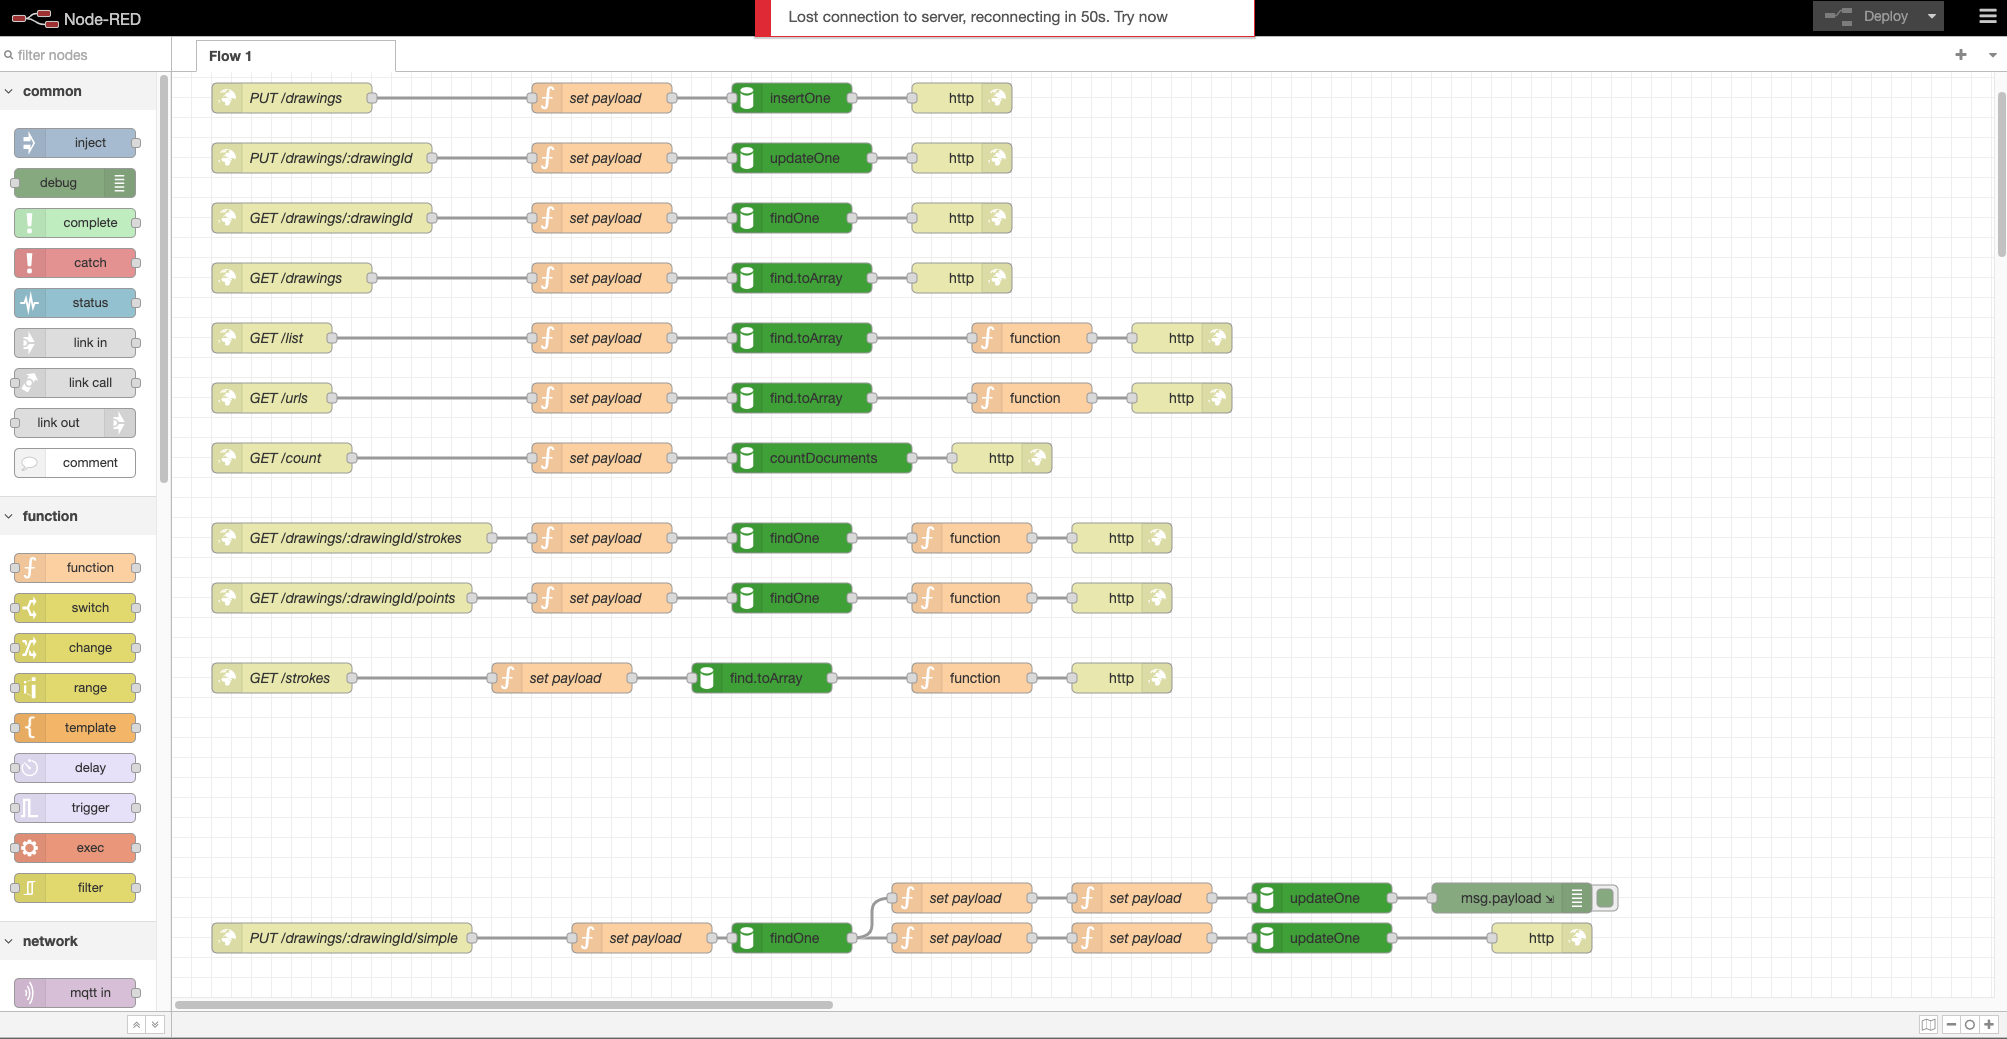 Node-RED
Lost connection to server, reconnecting in 50s. Try now
Deploy
filter nodes
Flow 1
common
inject
debug
complete
catch
status
link in
link call
link out
comment
function
function
switch
change
range
template
delay
trigger
exec
filter
network
mqtt in
PUT /drawings set payload insertOne http
PUT /drawings/:drawingId set payload updateOne http
GET /drawings/:drawingId set payload findOne http
GET /drawings set payload find.toArray http
GET /list set payload find.toArray function http
GET /urls set payload find.toArray function http
GET /count set payload countDocuments http
GET /drawings/:drawingId/strokes set payload findOne function http
GET /drawings/:drawingId/points set payload findOne function http
GET /strokes set payload find.toArray function http
set payload set payload updateOne msg.payload
PUT /drawings/:drawingId/simple set payload findOne set payload set payload updateOne http